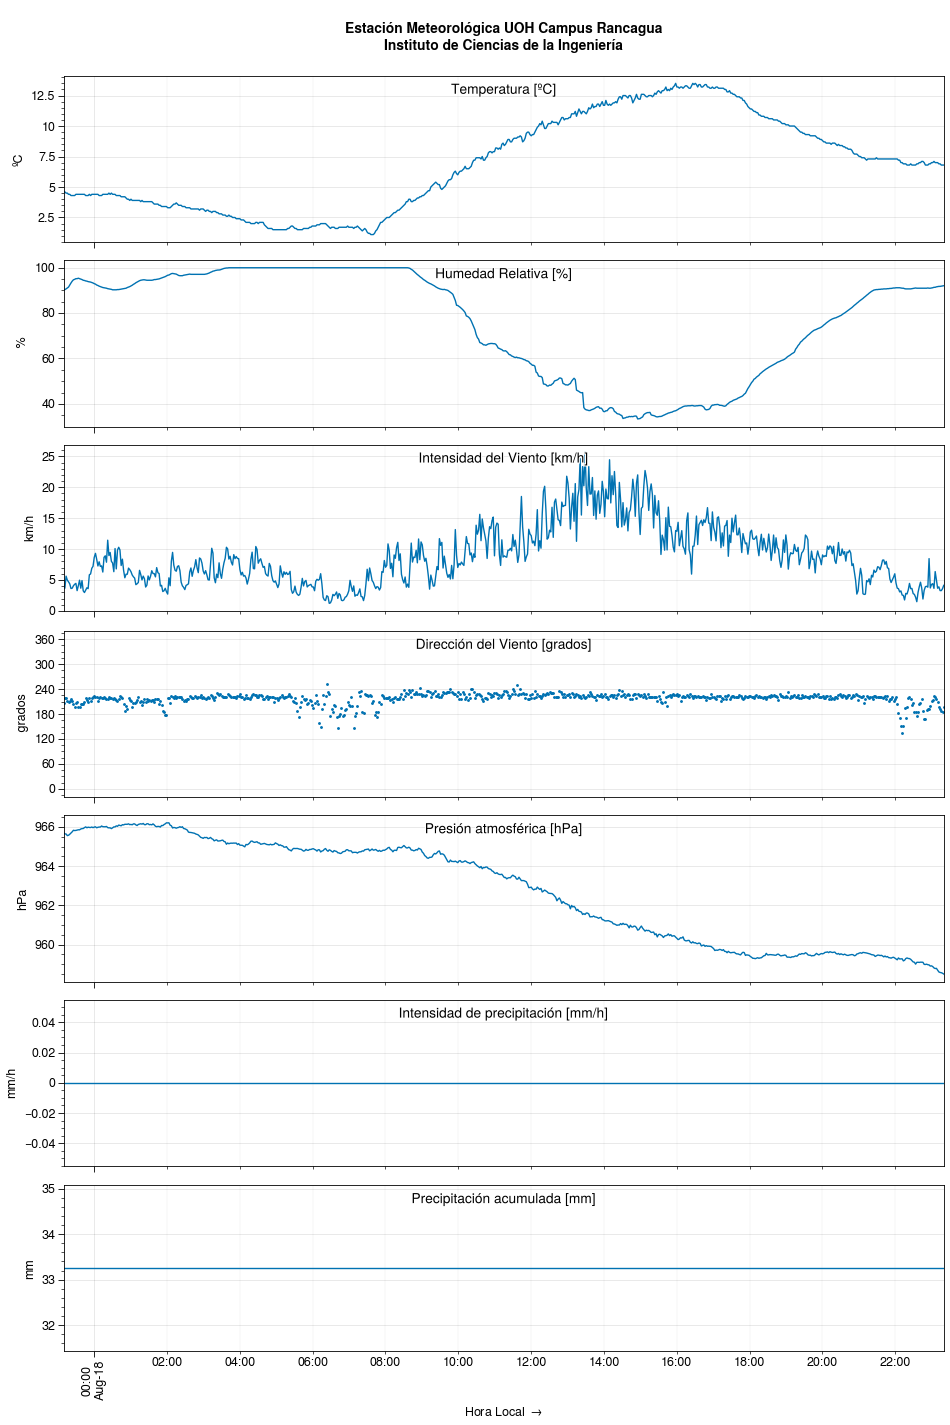 Estación Meteorológica UOH Campus Rancagua
Instituto de Ciencias de la Ingeniería
Temperatura [ºC]
ºC
12.5
10
7.5
5
2.5
Humedad Relativa [%]
%
100
80
60
40
Intensidad del Viento [km/h]
km/h
25
20
15
10
5
0
Dirección del Viento [grados]
grados
360
300
240
180
120
60
0
Presión atmosférica [hPa]
hPa
966
964
962
960
Intensidad de precipitación [mm/h]
mm/h
0.04
0.02
0
−0.02
−0.04
Precipitación acumulada [mm]
mm
35
34
33
32
00:00
Aug-18
02:00
04:00
06:00
08:00
10:00
12:00
14:00
16:00
18:00
20:00
22:00
Hora Local →